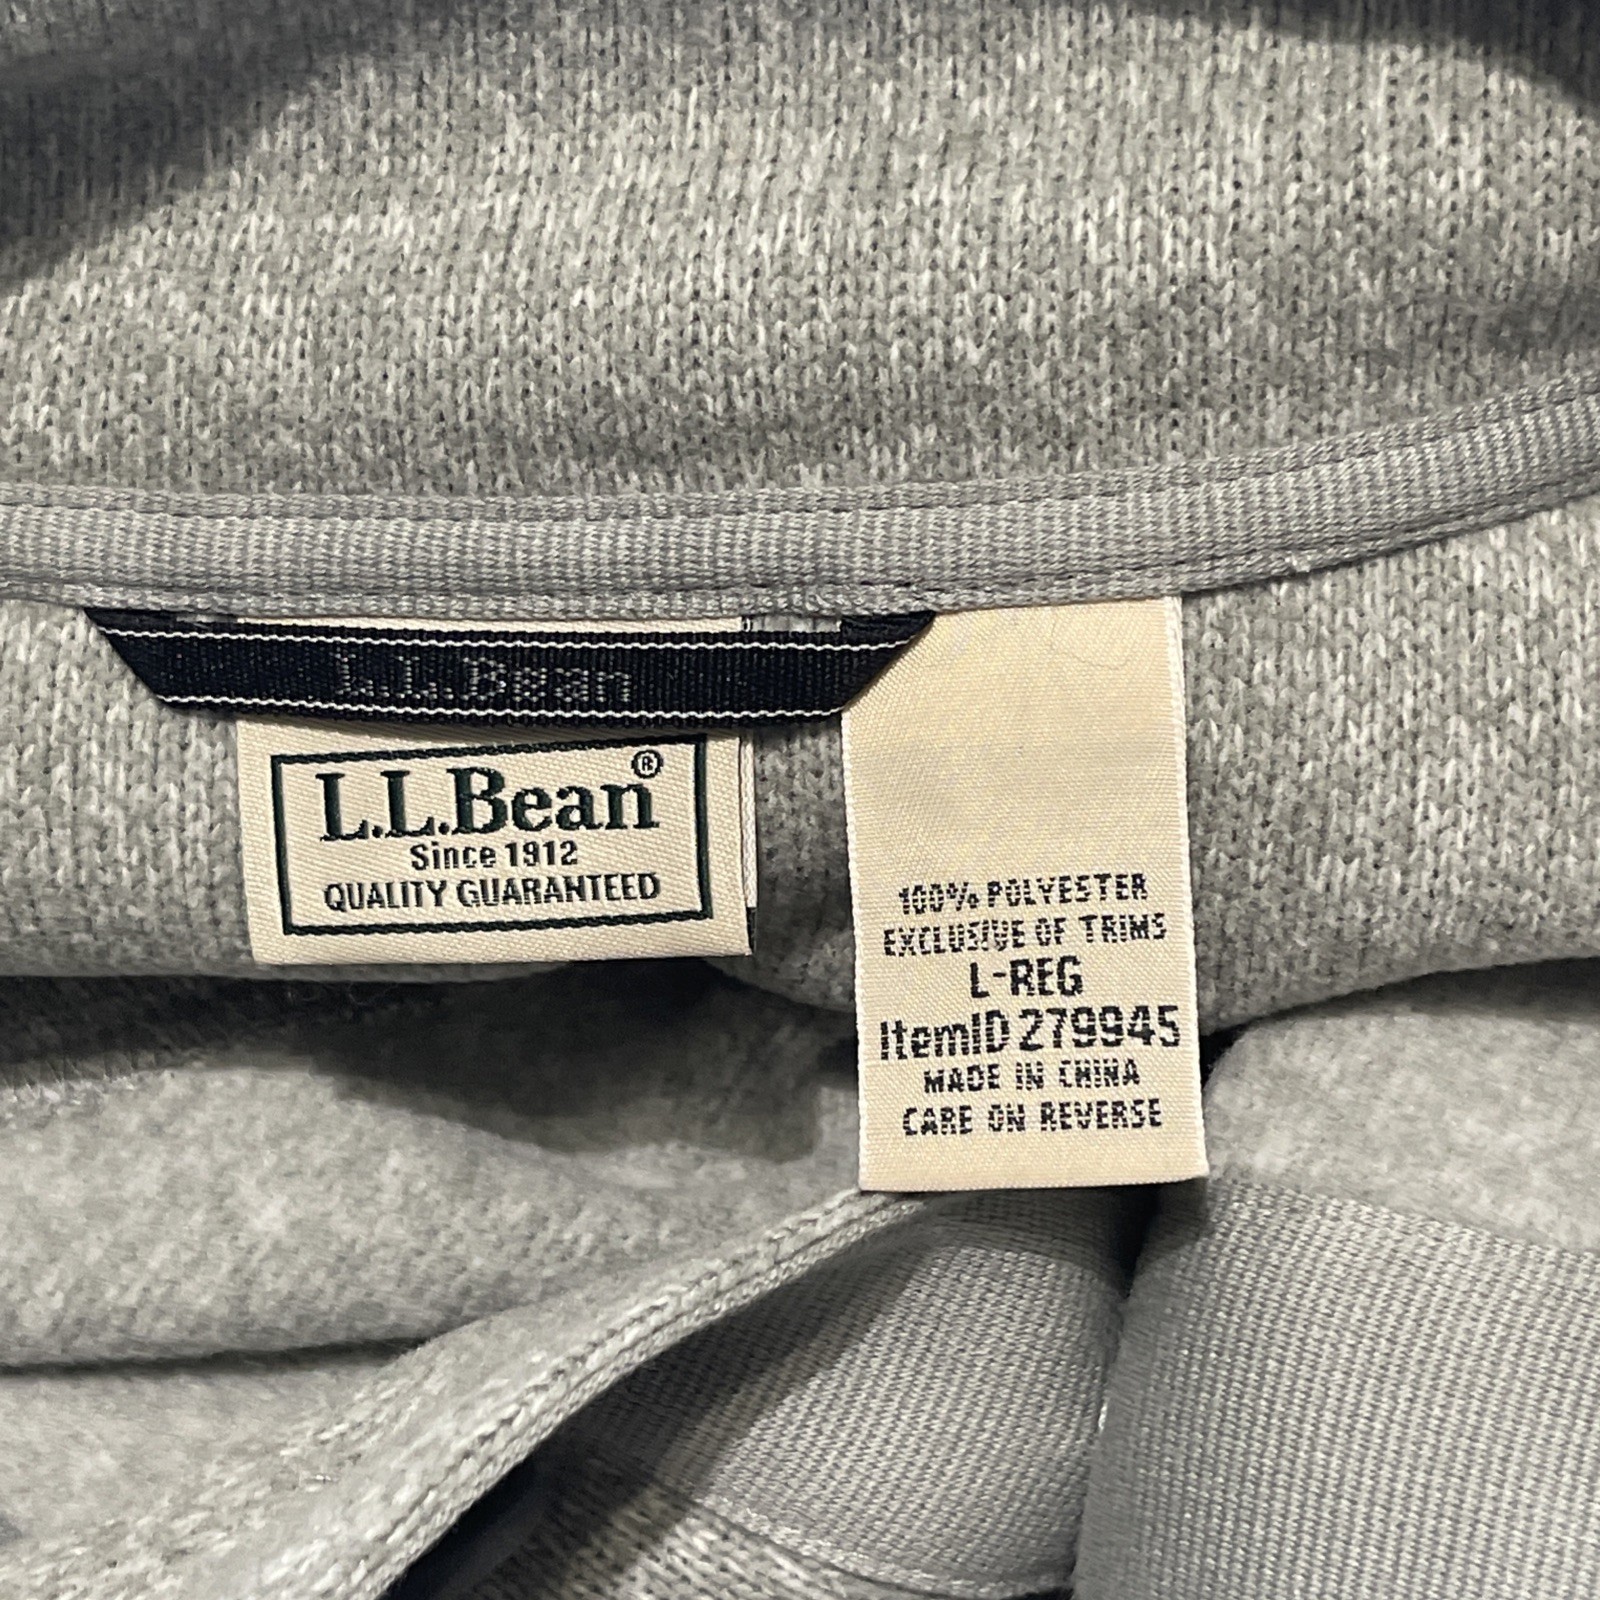 L.L.Bean
L.L.Bean®
Since 1912
QUALITY GUARANTEED
100% POLYESTER
EXCLUSIVE OF TRIMS
L-REG
ItemID 279945
MADE IN CHINA
CARE ON REVERSE